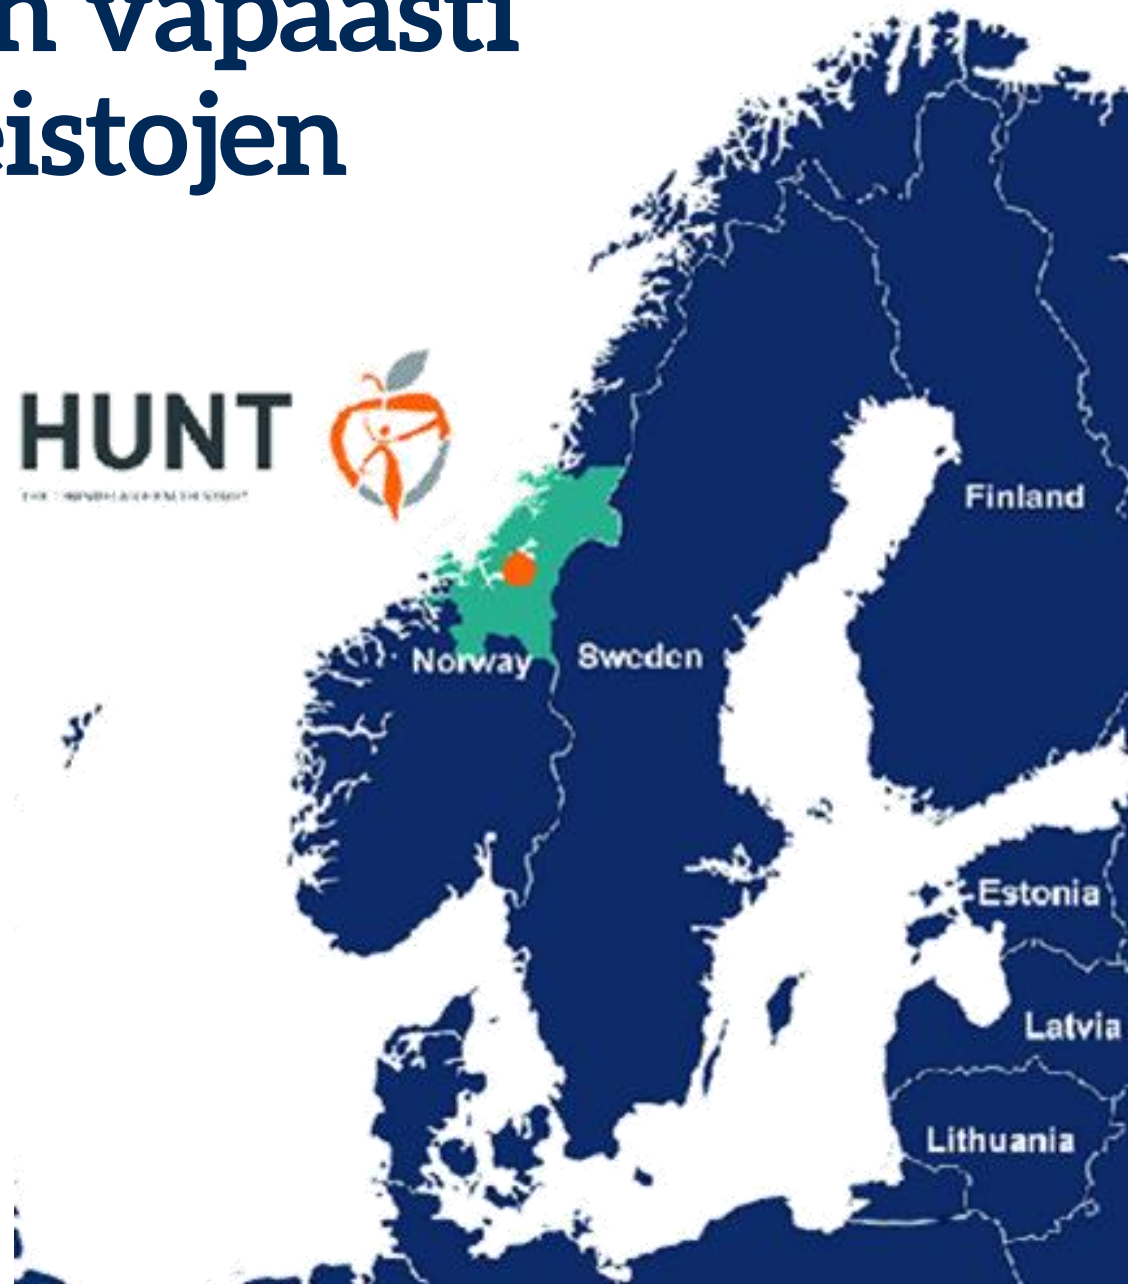 n vapaasti
eistojen
HUNT
Finland
Norway
Sweden
Estonia
Latvia
Lithuania